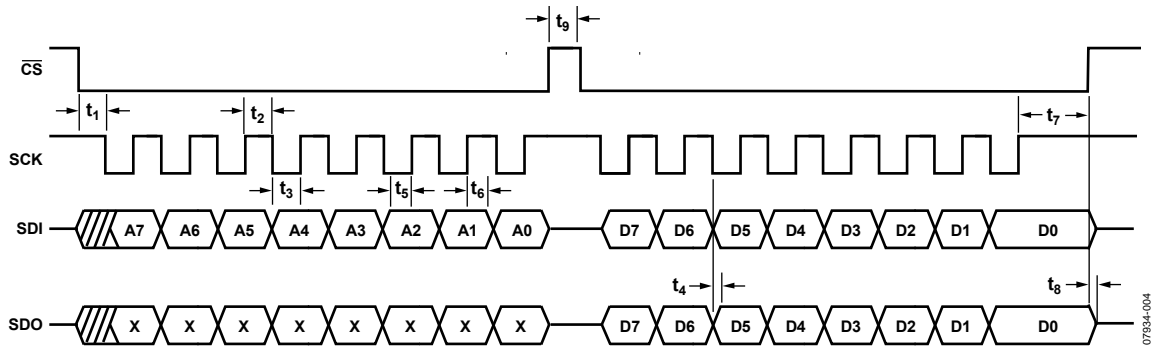 t9
CS
t1
t2
t7
SCK
t3
t5
t6
SDI
A7 A6 A5 A4 A3 A2 A1 A0 D7 D6 D5 D4 D3 D2 D1 D0
t4
t8
SDO
X X X X X X X X D7 D6 D5 D4 D3 D2 D1 D0
07934-004